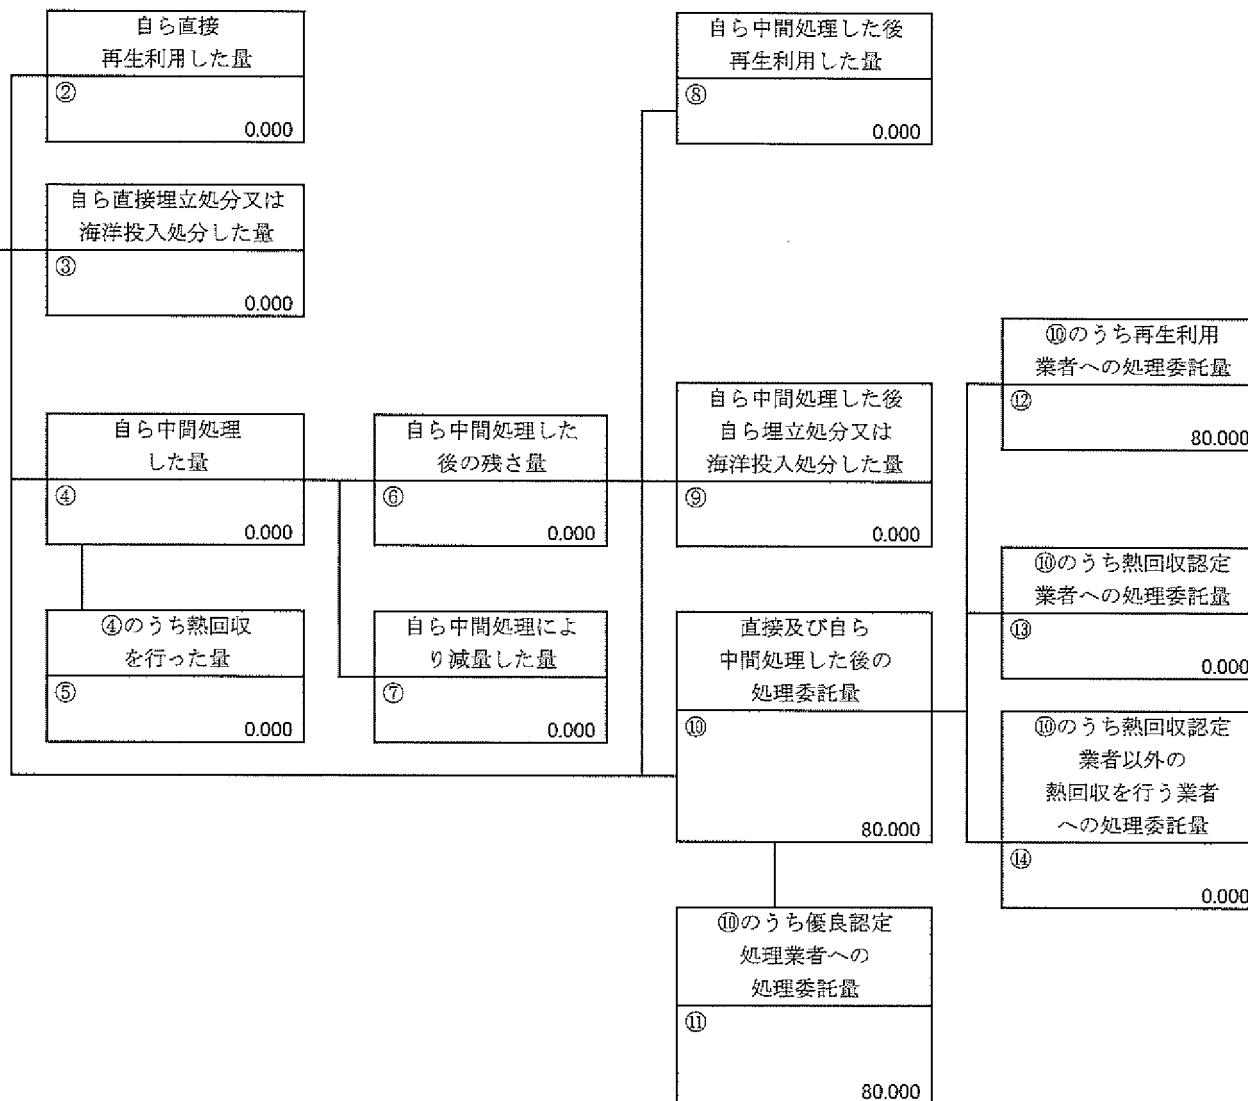 自ら直接
再生利用した量
②
0.000
自ら中間処理した後
再生利用した量
⑧
0.000
自ら直接埋立処分又は
海洋投入処分した量
③
0.000
⑩のうち再生利用
業者への処理委託量
⑫
80.000
自ら中間処理
した量
④
0.000
自ら中間処理した
後の残さ量
⑥
0.000
自ら中間処理した後
自ら埋立処分又は
海洋投入処分した量
⑨
0.000
⑩のうち熱回収認定
業者への処理委託量
⑬
0.000
④のうち熱回収
を行った量
⑤
0.000
自ら中間処理によ
り減量した量
⑦
0.000
直接及び自ら
中間処理した後の
処理委託量
⑩
80.000
⑩のうち熱回収認定
業者以外の
熱回収を行う業者
への処理委託量
⑭
0.000
⑩のうち優良認定
処理業者への
処理委託量
⑪
80.000